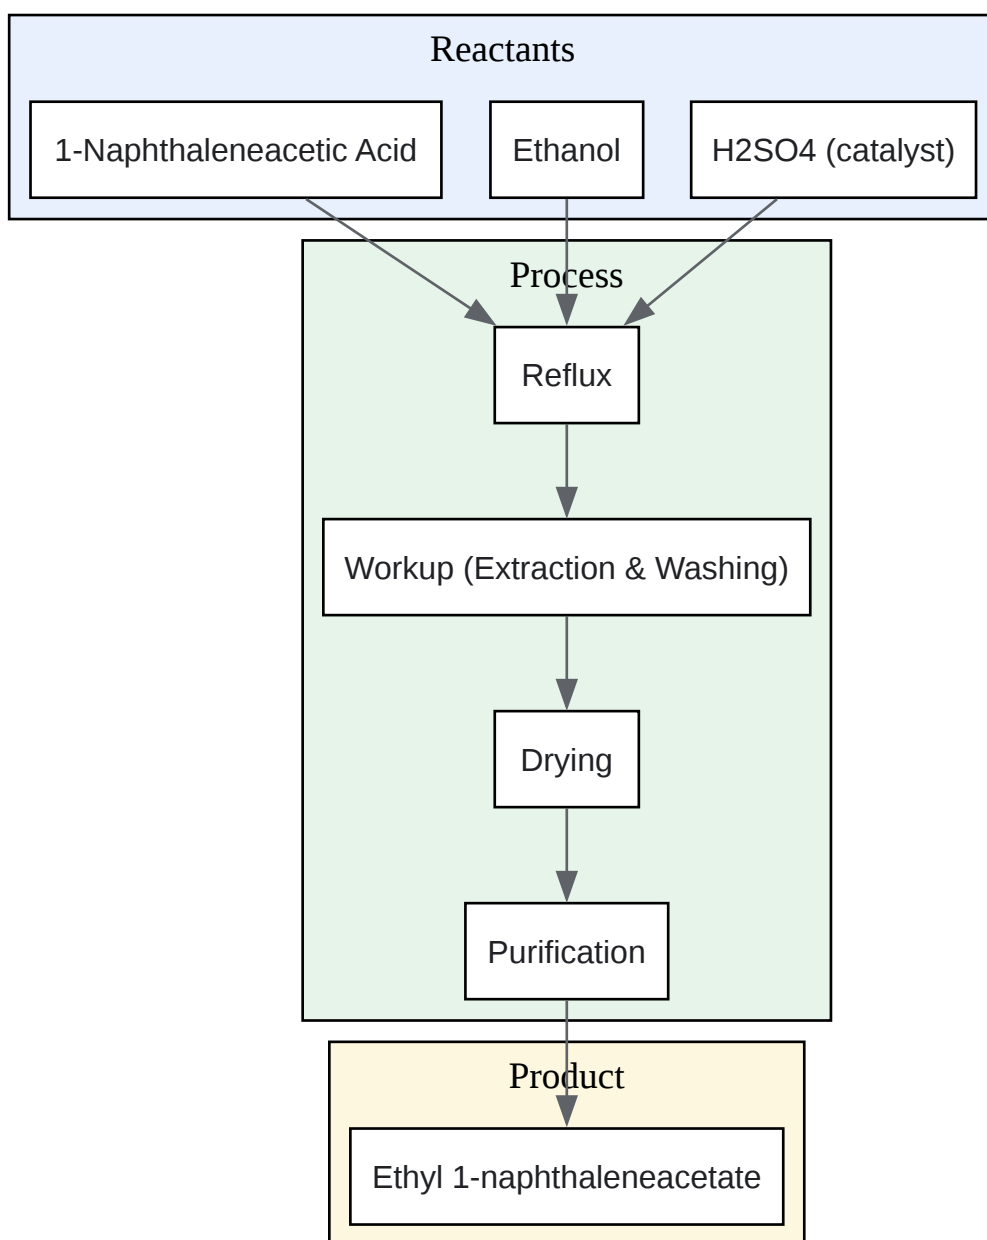 Reactants
1-Naphthaleneacetic Acid
Ethanol
H2SO4 (catalyst)
Process
Reflux
Workup (Extraction & Washing)
Drying
Purification
Product
Ethyl 1-naphthaleneacetate